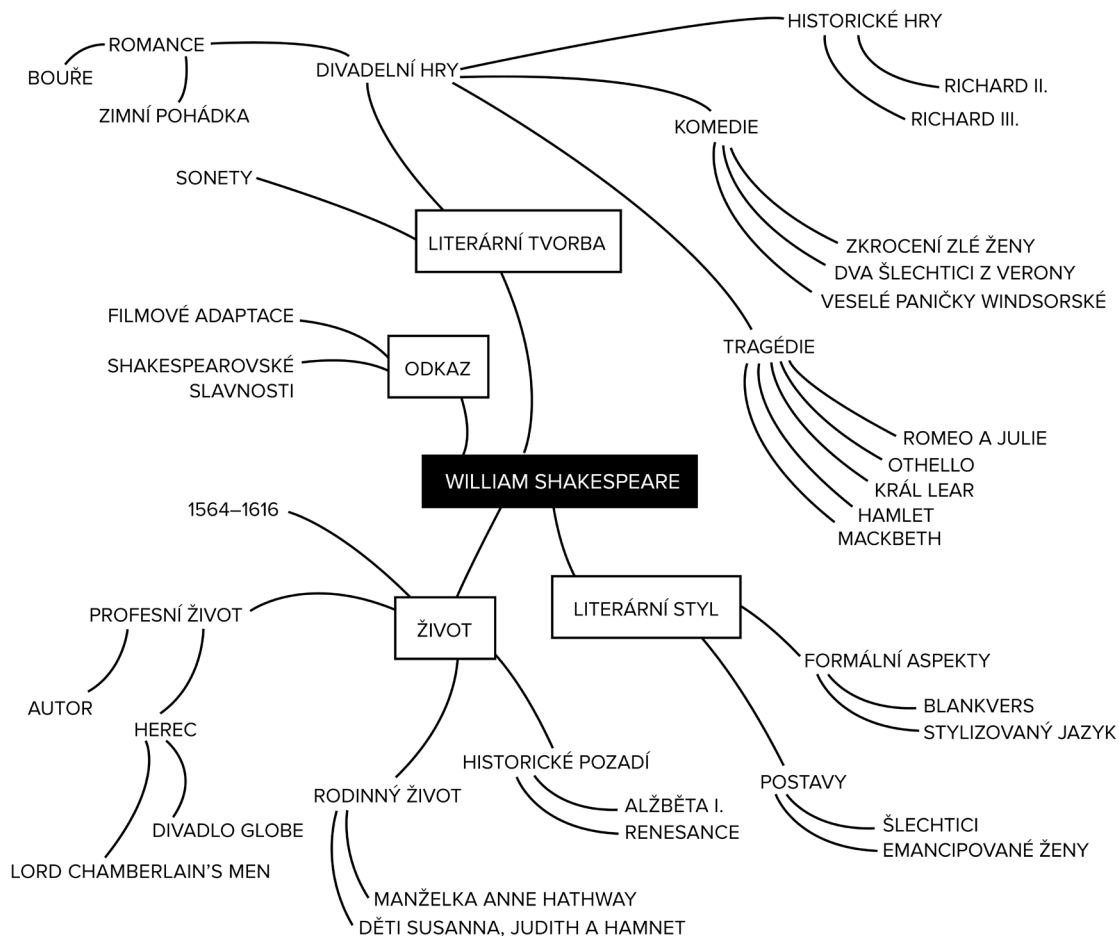 HISTORICKÉ HRY
ROMANCE
DIVADELNÍ HRY
BOUŘE
RICHARD II.
ZIMNÍ POHÁDKA
RICHARD III.
KOMEDIE
SONETY
LITERÁRNÍ TVORBA
ZKROCENÍ ZLÉ ŽENY
DVA ŠLECHTICI Z VERONY
VESELÉ PANIČKY WINDSORSKÉ
FILMOVÉ ADAPTACE
TRAGÉDIE
SHAKESPEAROVSKÉ
SLAVNOSTI
ODKAZ
ROMEO A JULIE
OTHELLO
KRÁL LEAR
HAMLET
MACKBETH
WILLIAM SHAKESPEARE
1564–1616
LITERÁRNÍ STYL
PROFESNÍ ŽIVOT
ŽIVOT
FORMÁLNÍ ASPEKTY
BLANKVERS
STYLIZOVANÝ JAZYK
AUTOR
HEREC
HISTORICKÉ POZADÍ
POSTAVY
RODINNÝ ŽIVOT
ALŽBĚTA I.
RENESANCE
ŠLECHTICI
EMANCIPOVANÉ ŽENY
DIVADLO GLOBE
LORD CHAMBERLAIN’S MEN
MANŽELKA ANNE HATHWAY
DĚTI SUSANNA, JUDITH A HAMNET